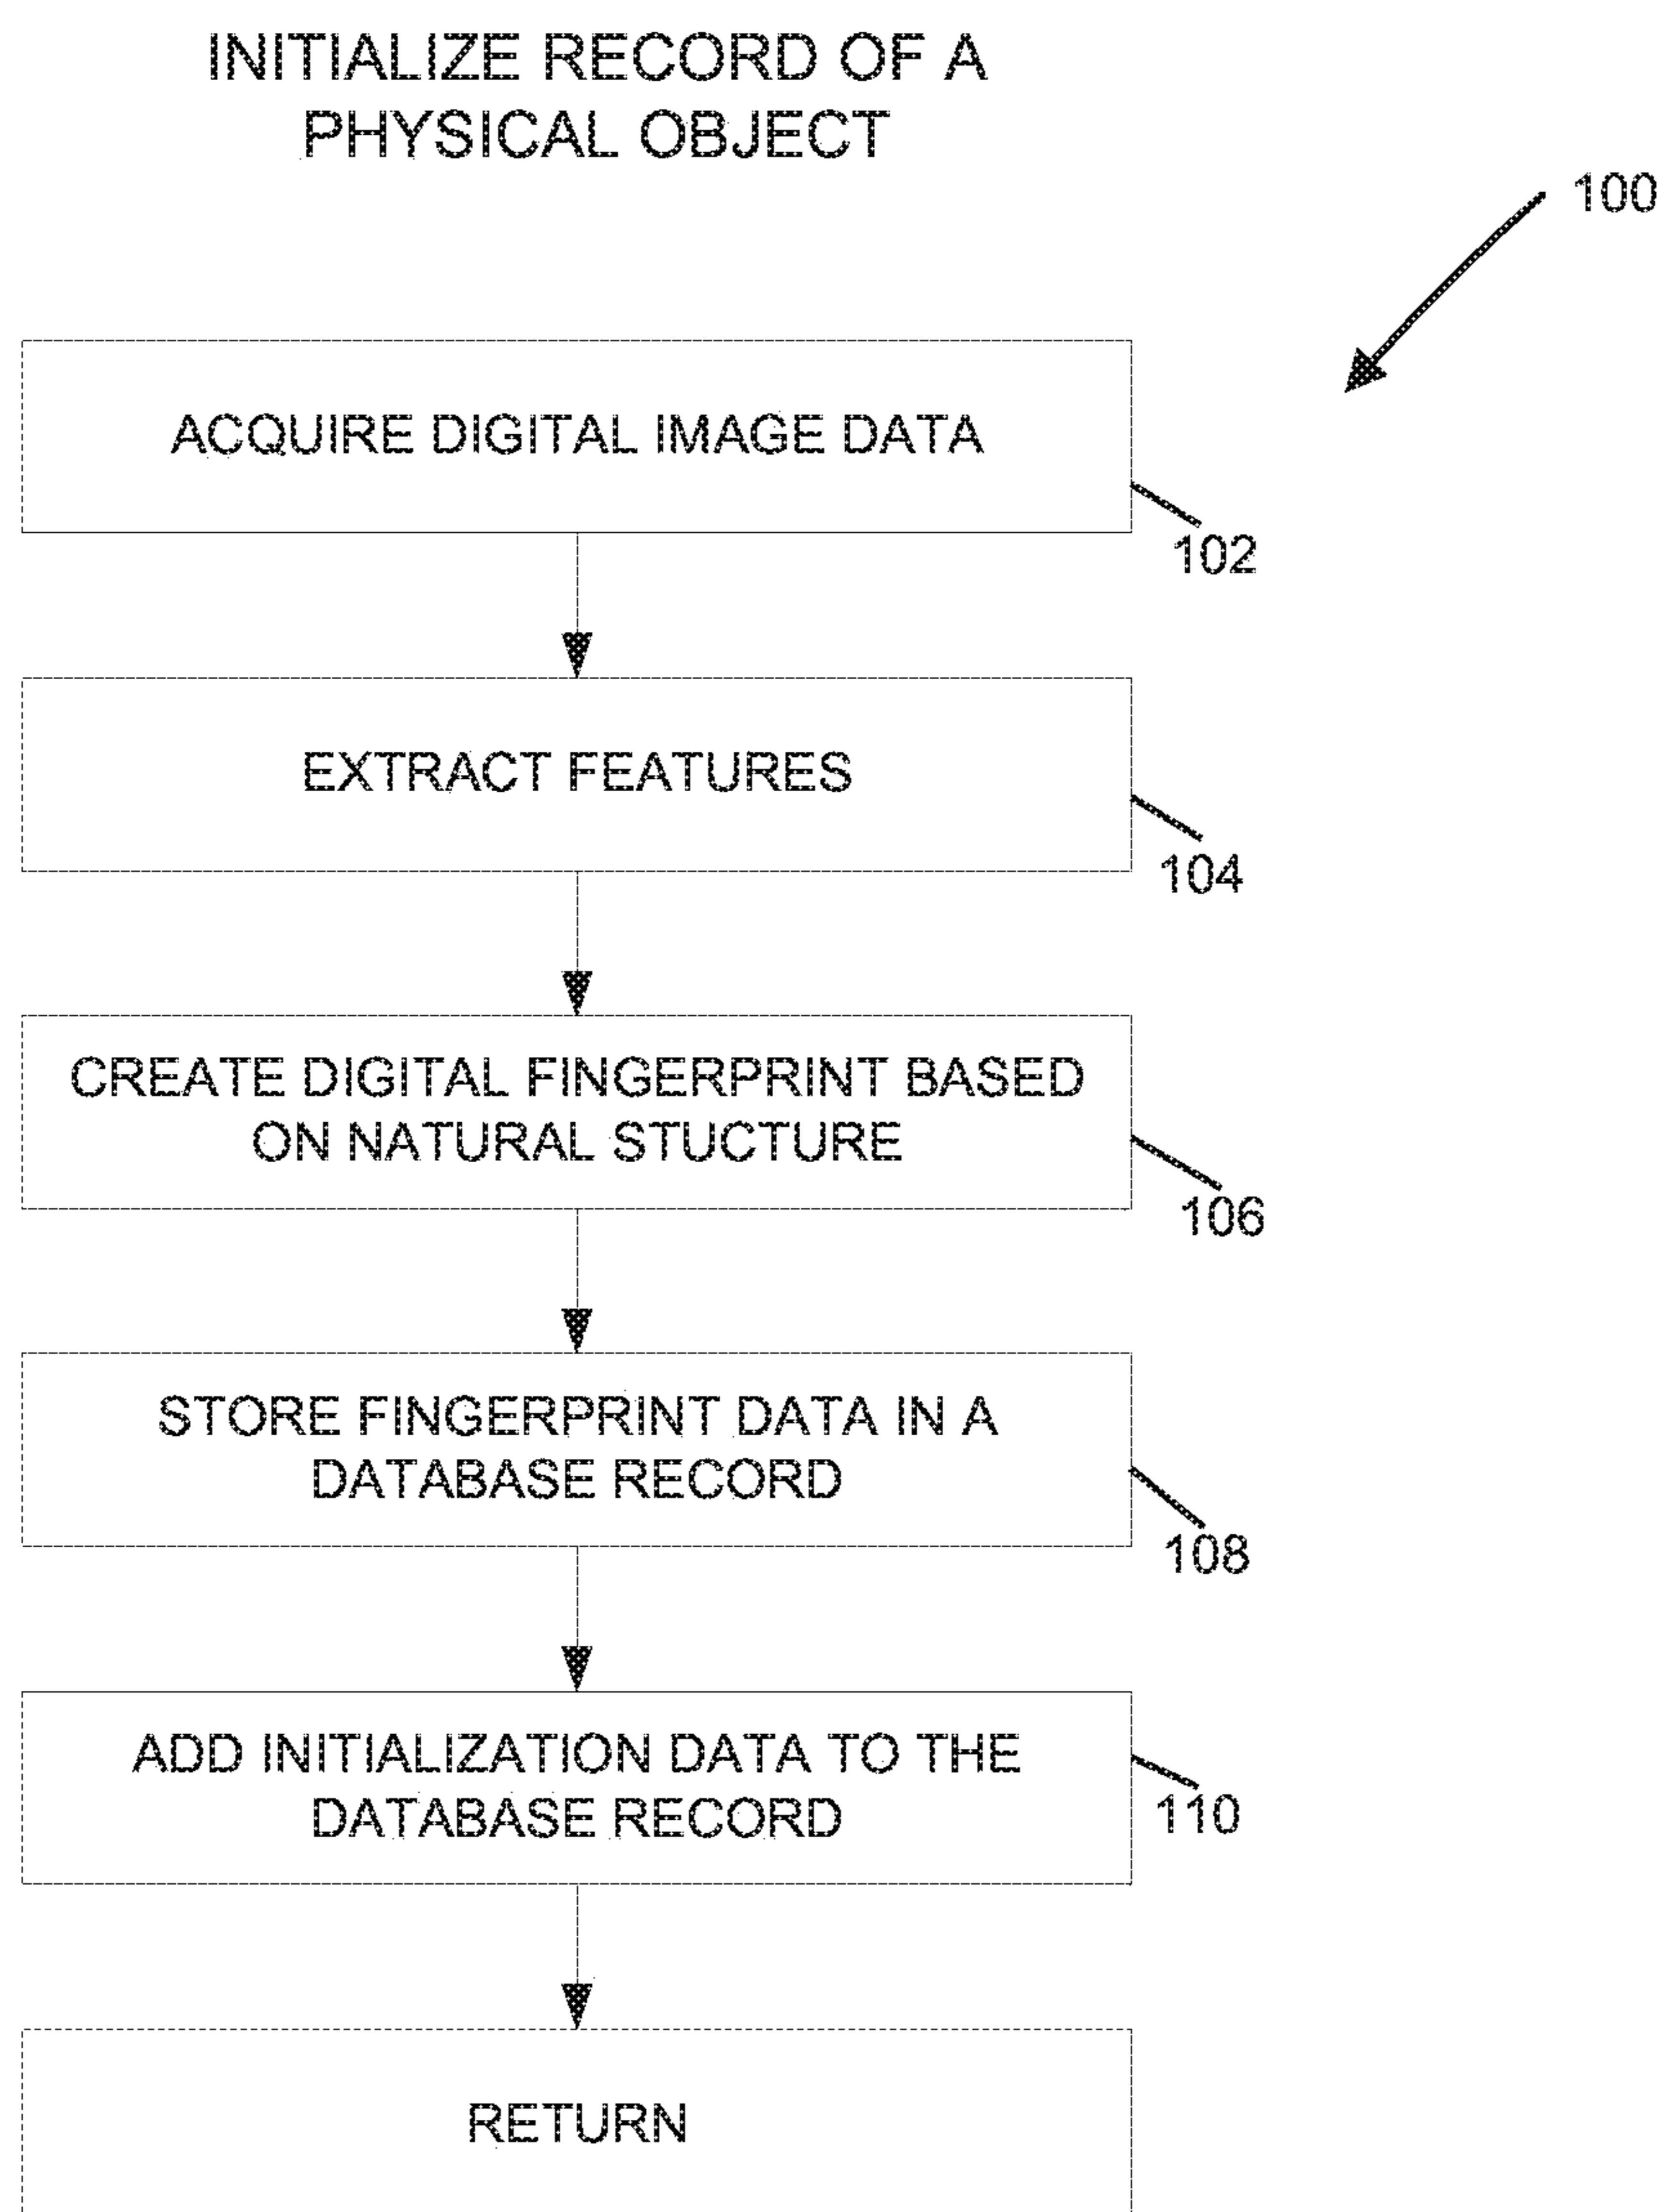 INITIALIZE RECORD OF A
PHYSICAL OBJECT
100
ACQUIRE DIGITAL IMAGE DATA
102
EXTRACT FEATURES
104
CREATE DIGITAL FINGERPRINT BASED
ON NATURAL STUCTURE
106
STORE FINGERPRINT DATA IN A
DATABASE RECORD
108
ADD INITIALIZATION DATA TO THE
DATABASE RECORD
110
RETURN